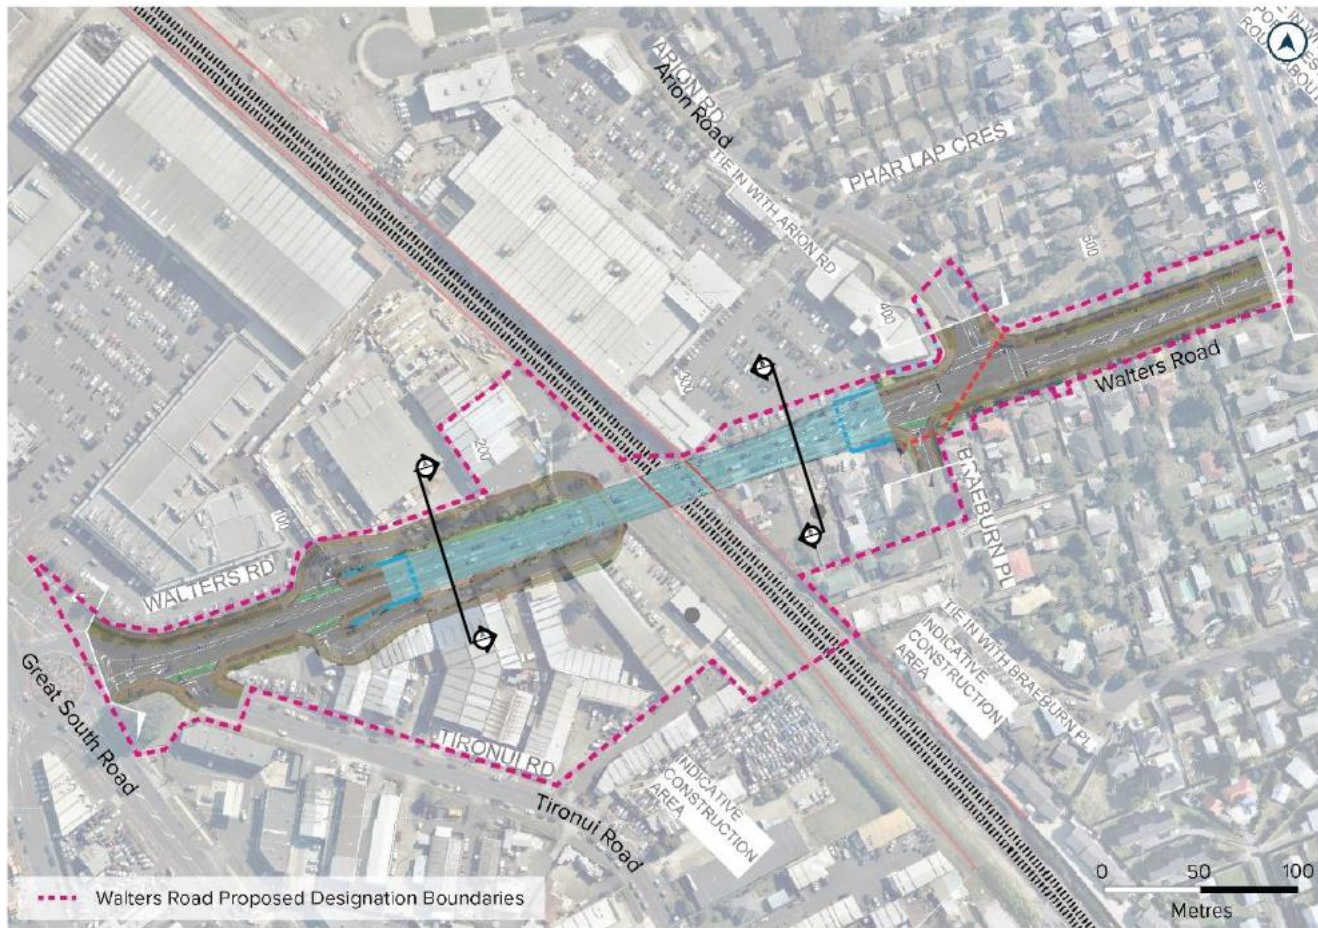 ARION RD
Arion Road
TIE IN WITH ARION RD
PHAR LAP CRES
500
400
300
200
100
Walters Road
WALTERS RD
BRAEBURN PL
TIE IN WITH BRAEBURN PL
INDICATIVE
CONSTRUCTION
AREA
Great South Road
TIRONUI RD
Tironui Road
INDICATIVE
CONSTRUCTION
AREA
0 50 100
Metres
Walters Road Proposed Designation Boundaries